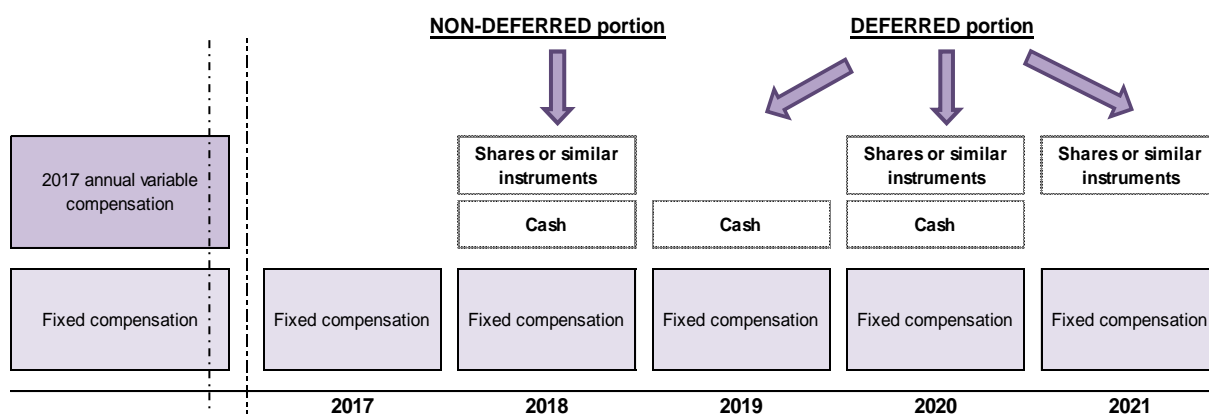 NON-DEFERRED portion
DEFERRED portion
2017 annual variable
compensation
Shares or similar
instruments
Shares or similar
instruments
Shares or similar
instruments
Cash
Cash
Cash
Fixed compensation
Fixed compensation
Fixed compensation
Fixed compensation
Fixed compensation
Fixed compensation
2017
2018
2019
2020
2021